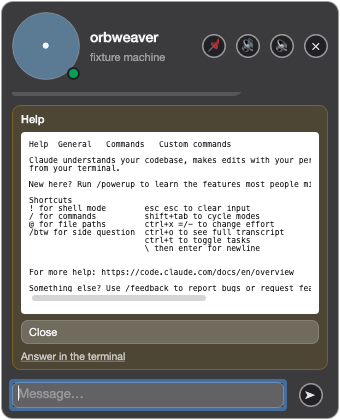 orbweaver
fixture machine
Help
Help General Commands Custom commands
Claude understands your codebase, makes edits with your
from your terminal.
New here? Run /powerup to learn the features most people
Shortcuts
! for shell mode esc esc to clear input
/ for commands shift+tab to cycle modes
@ for file paths ctrl+x =/− to change effort
/btw for side question ctrl+o to see full transcript
ctrl+t to toggle tasks
\ then enter for newline
For more help: https://code.claude.com/docs/en/overview
Something else? Use /feedback to report bugs or request
Close
Answer in the terminal
Message…